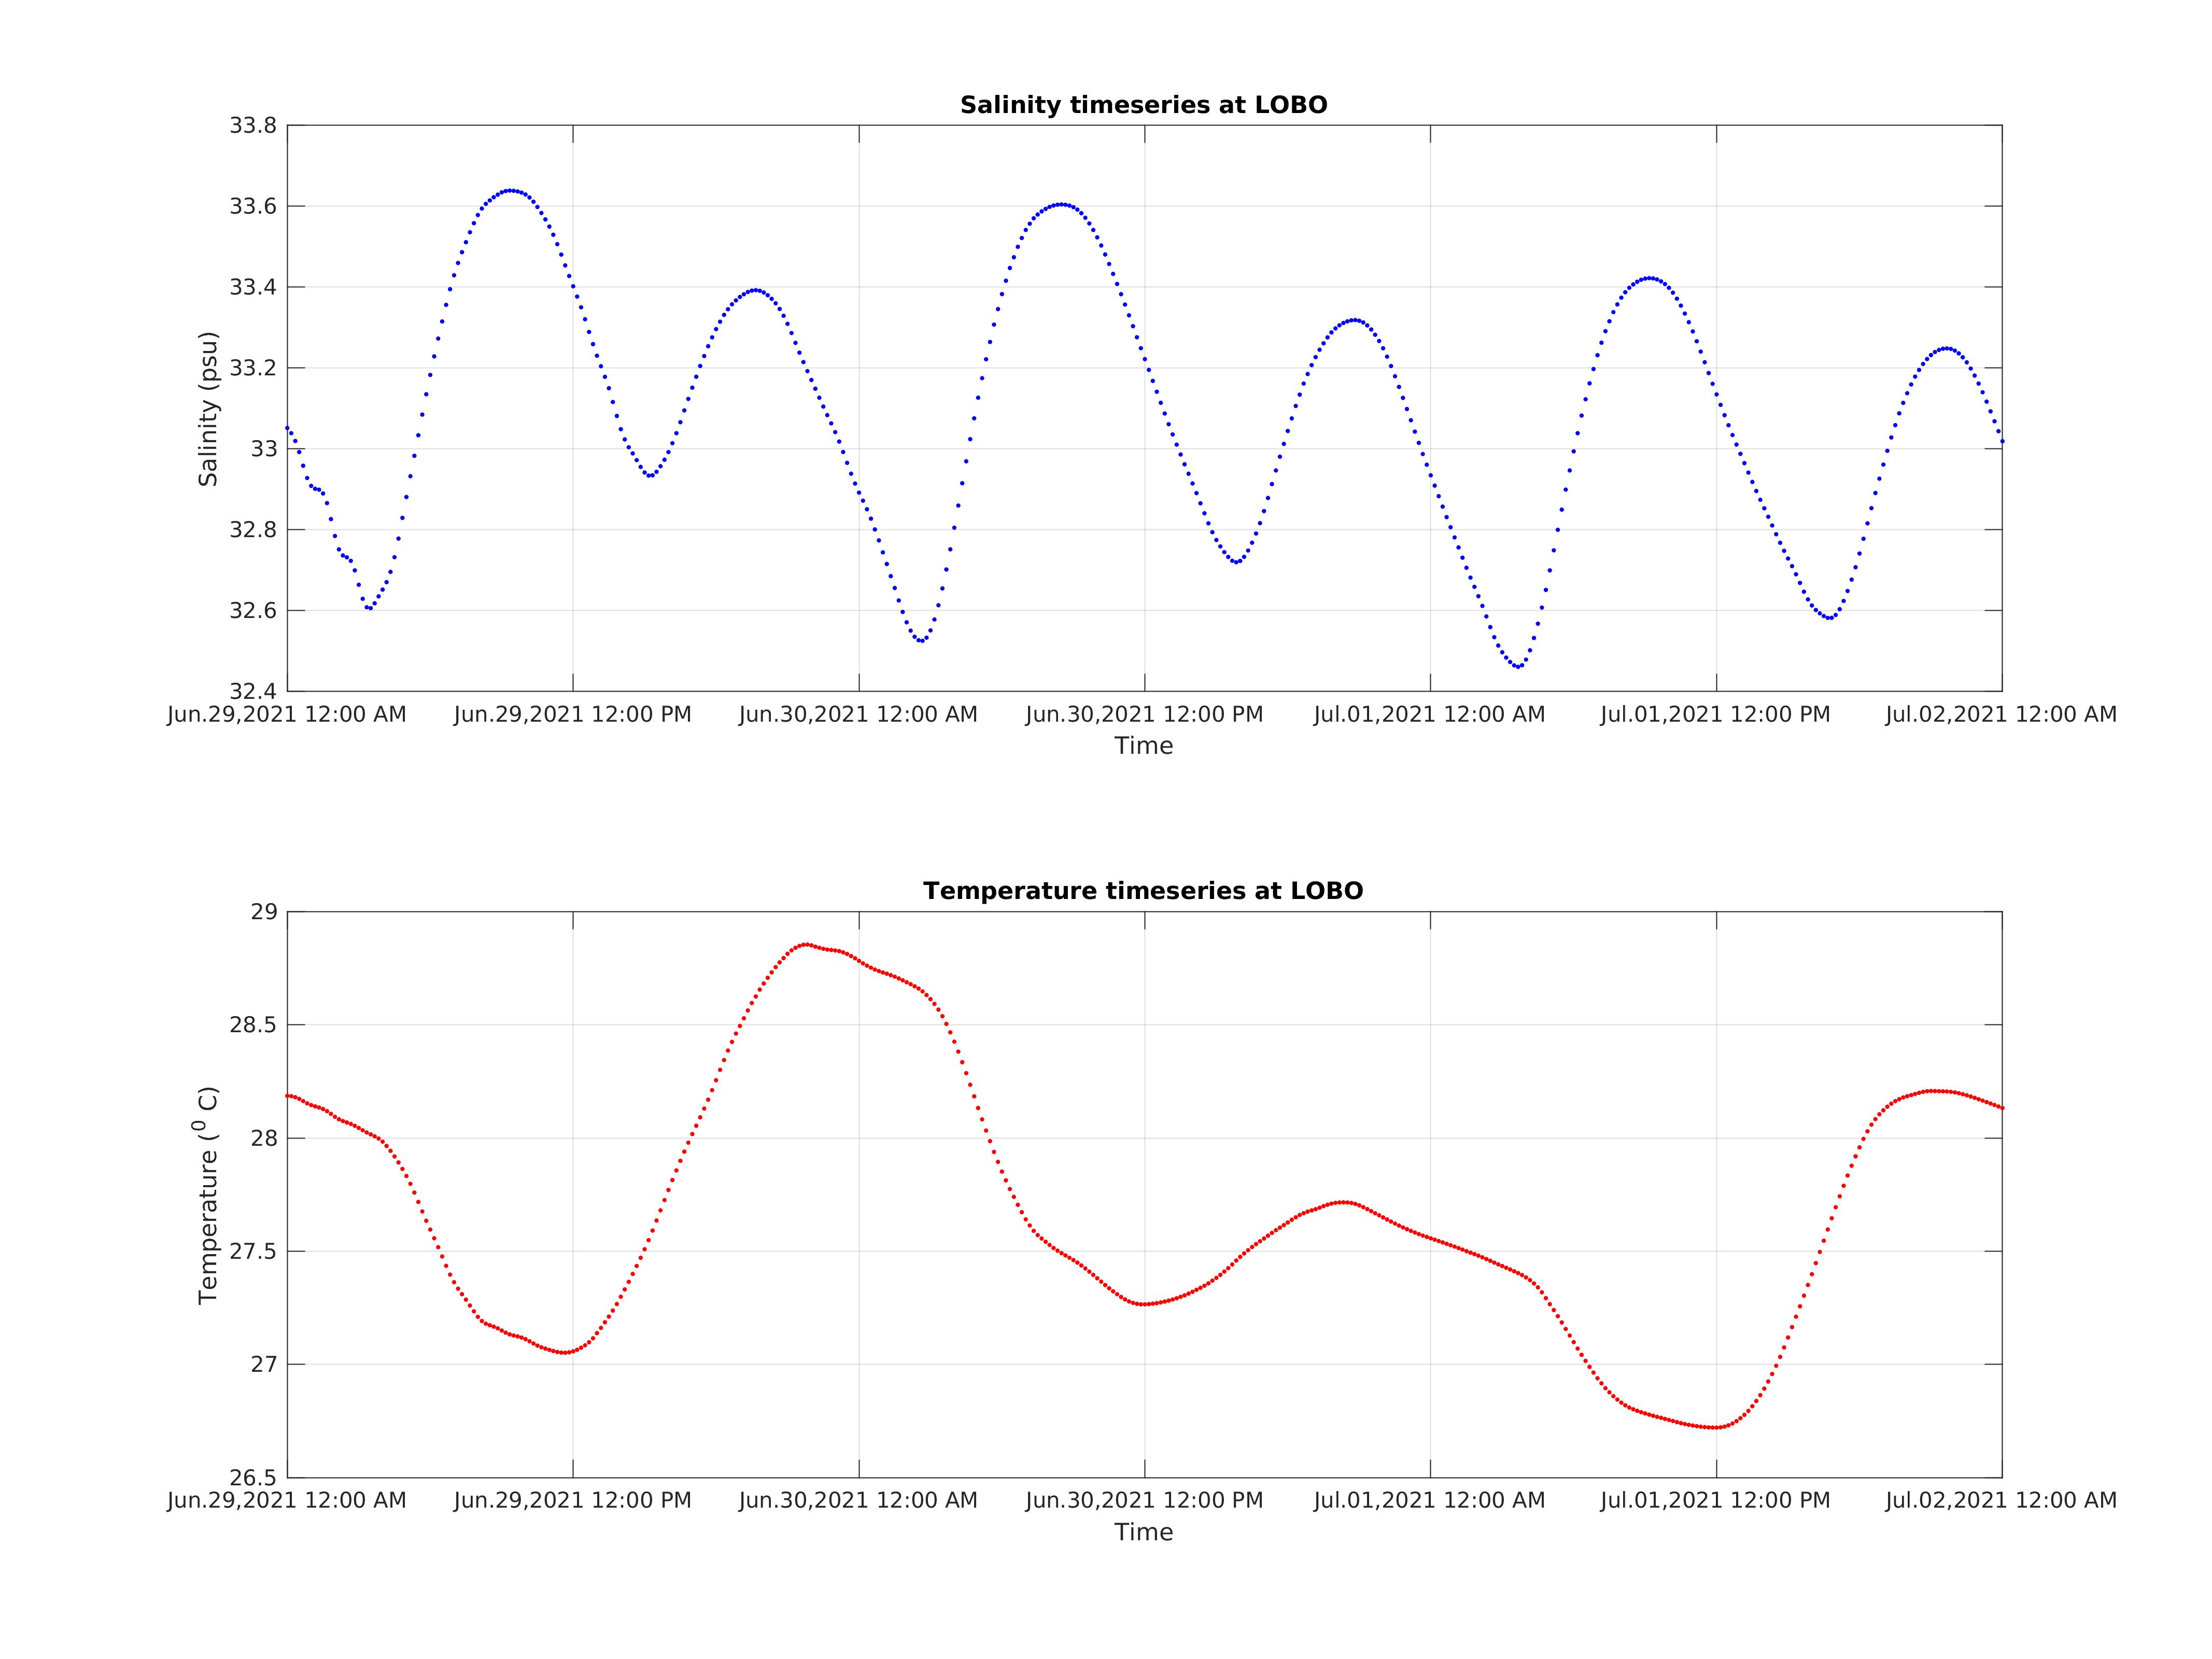 Salinity timeseries at LOBO
33.8
33.6
33.4
33.2
33
32.8
32.6
32.4
Salinity (psu)
Jun.29,2021 12:00 AM Jun.29,2021 12:00 PM Jun.30,2021 12:00 AM Jun.30,2021 12:00 PM Jul.01,2021 12:00 AM Jul.01,2021 12:00 PM Jul.02,2021 12:00 AM
Time
Temperature timeseries at LOBO
29
28.5
28
27.5
27
26.5
Temperature (⁰ C)
Jun.29,2021 12:00 AM Jun.29,2021 12:00 PM Jun.30,2021 12:00 AM Jun.30,2021 12:00 PM Jul.01,2021 12:00 AM Jul.01,2021 12:00 PM Jul.02,2021 12:00 AM
Time